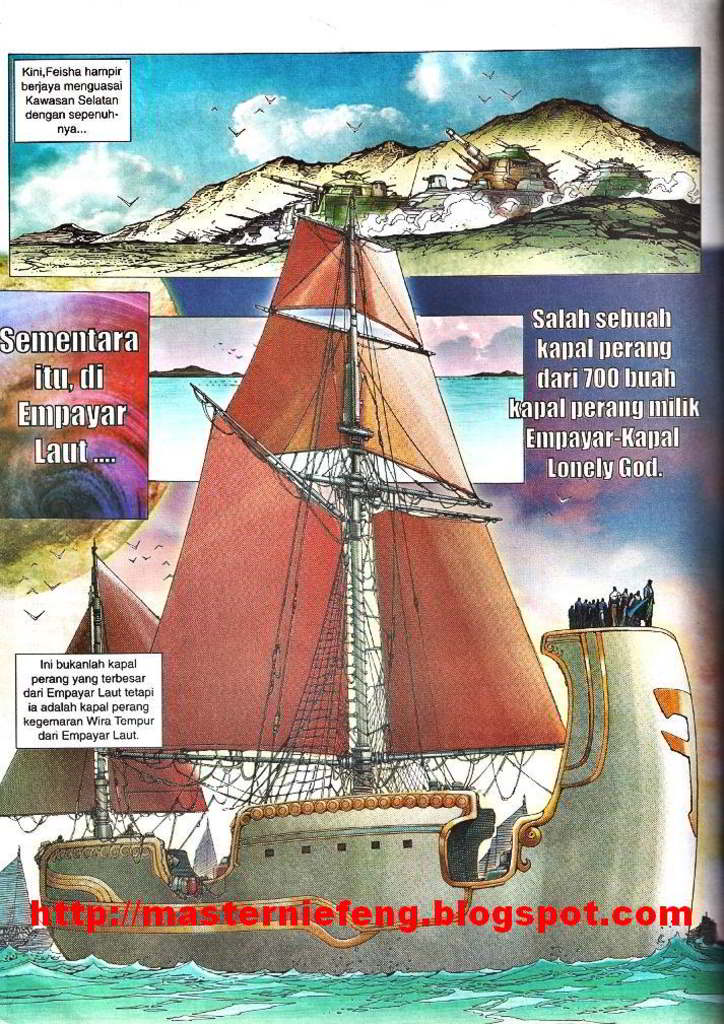 Kini,Feisha hampir
berjaya menguasai
Kawasan Selatan
dengan sepenuh-
nya...
Sementara
itu, di
Empayar
Laut ....
Salah sebuah
kapal perang
dari 700 buah
kapal perang milik
Empayar-Kapal
Lonely God.
Ini bukanlah kapal
perang yang terbesar
dari Empayar Laut tetapi
ia adalah kapal perang
kegemaran Wira Tempur
dari Empayar Laut.
http://masterniefeng.blogspot.com